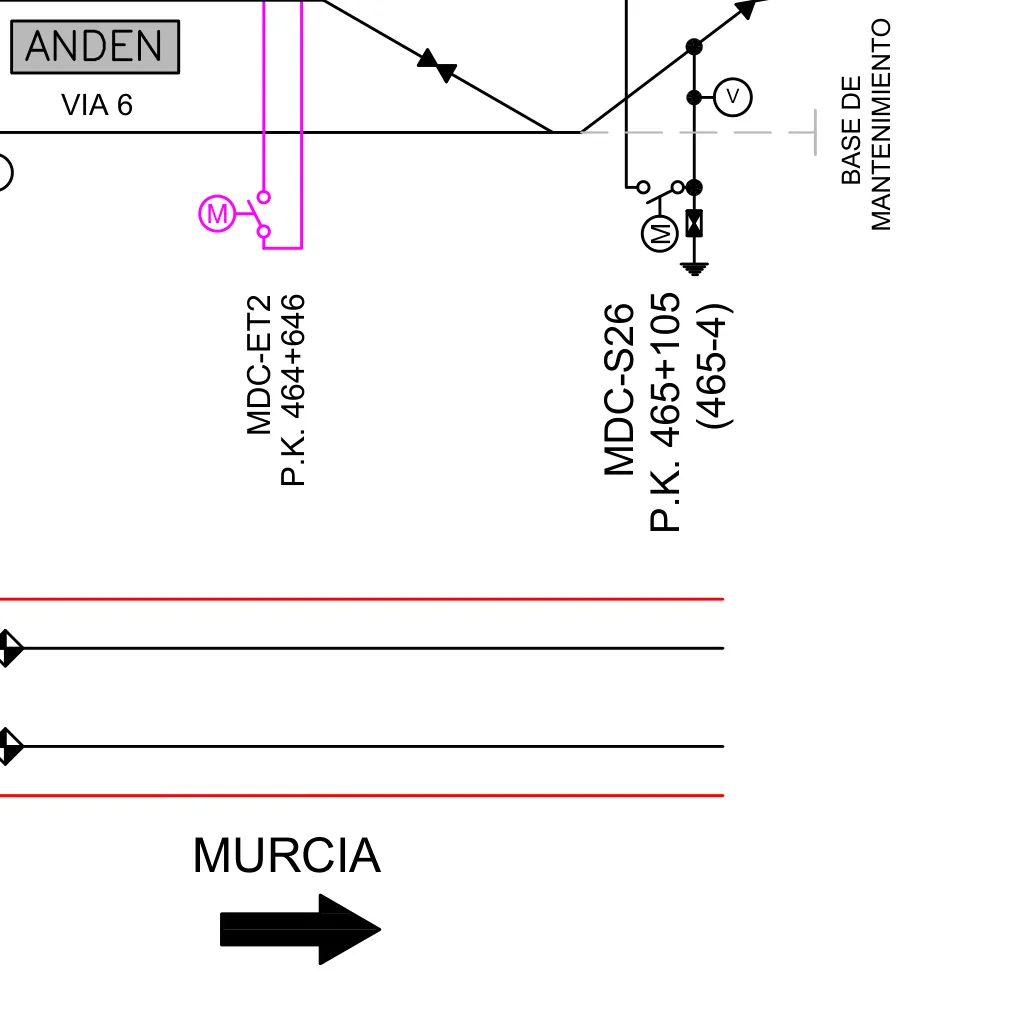 ANDEN
VIA 6
V
BASE DE
MANTENIMIENTO
M
M
MDC-ET2
P.K. 464+646
MDC-S26
P.K. 465+105
(465-4)
MURCIA